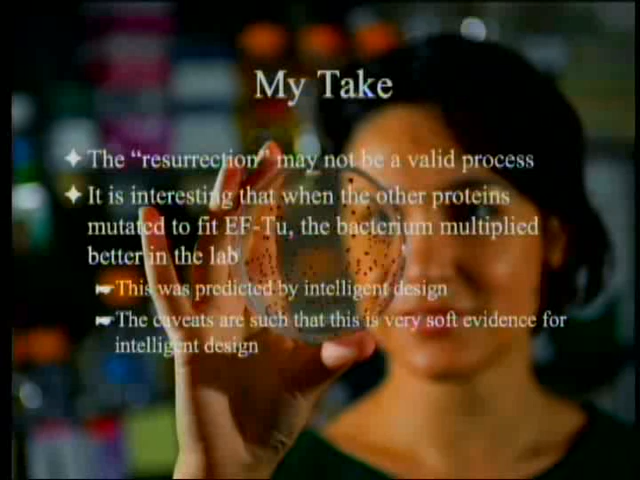 My Take
The “resurrection” may not be a valid process
It is interesting that when the other proteins
mutated to fit EF-Tu, the bacterium multiplied
better in the lab
This was predicted by intelligent design
The caveats are such that this is very soft evidence for
intelligent design